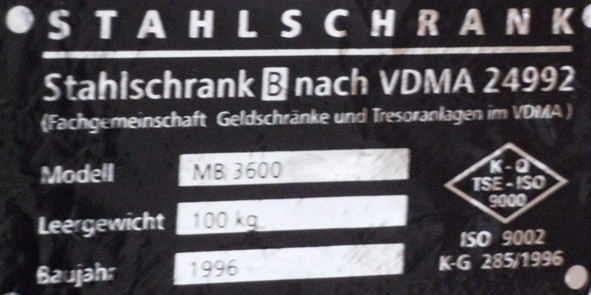 STAHLSCHRANK
Stahlschrank B nach VDMA 24992
(Fachgemeinschaft Geldschränke und Tresoranlagen im VDMA)
Modell MB 3600
Leergewicht 100 kg
Baujahr 1996
K-Q
TSE-ISO
9000
ISO 9002
K-G 285/1996